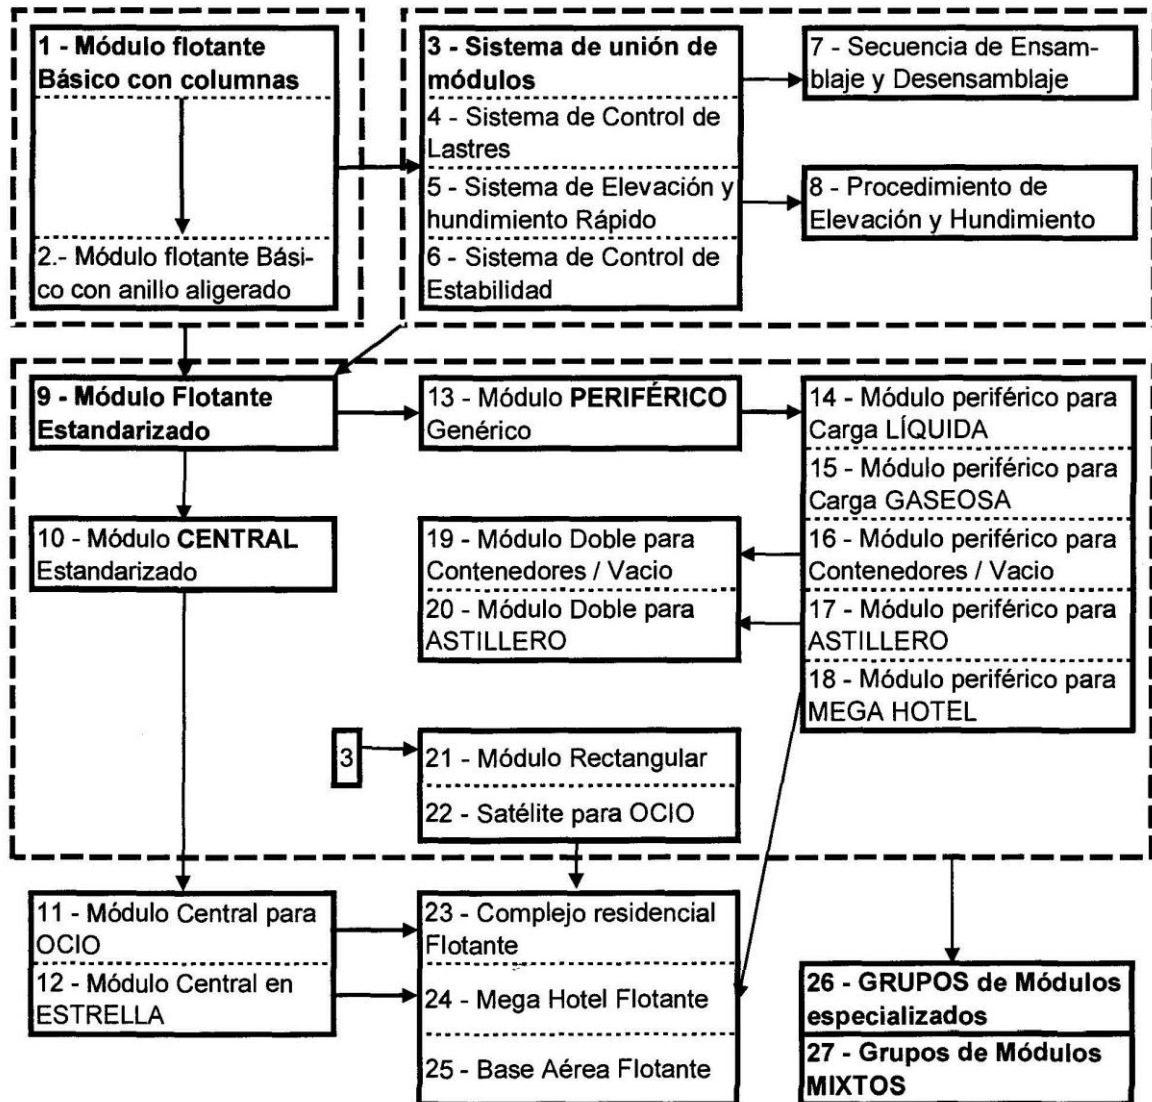 1 - Módulo flotante
Básico con columnas
2.- Módulo flotante Bási-
co con anillo aligerado
3 - Sistema de unión de
módulos
4 - Sistema de Control de
Lastres
5 - Sistema de Elevación y
hundimiento Rápido
6 - Sistema de Control de
Estabilidad
7 - Secuencia de Ensam-
blaje y Desensamblaje
8 - Procedimiento de
Elevación y Hundimiento
9 - Módulo Flotante
Estandarizado
10 - Módulo CENTRAL
Estandarizado
13 - Módulo PERIFÉRICO
Genérico
14 - Módulo periférico para
Carga LÍQUIDA
15 - Módulo periférico para
Carga GASEOSA
16 - Módulo periférico para
Contenedores / Vacio
17 - Módulo periférico para
ASTILLERO
18 - Módulo periférico para
MEGA HOTEL
19 - Módulo Doble para
Contenedores / Vacio
20 - Módulo Doble para
ASTILLERO
3
21 - Módulo Rectangular
22 - Satélite para OCIO
11 - Módulo Central para
OCIO
12 - Módulo Central en
ESTRELLA
23 - Complejo residencial
Flotante
24 - Mega Hotel Flotante
25 - Base Aérea Flotante
26 - GRUPOS de Módulos
especializados
27 - Grupos de Módulos
MIXTOS